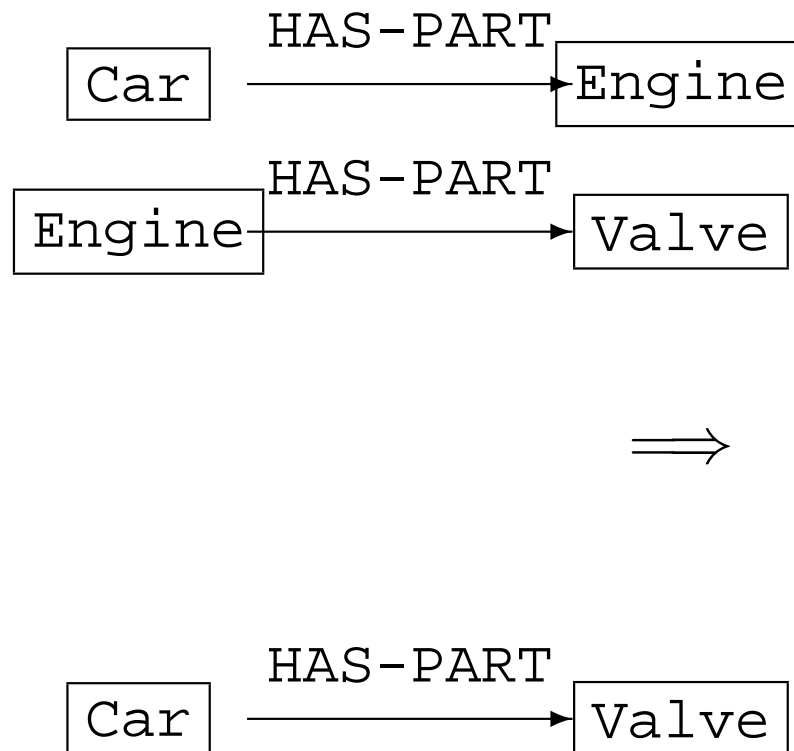 HAS-PART
Car Engine
HAS-PART
Engine Valve
⟹
HAS-PART
Car Valve